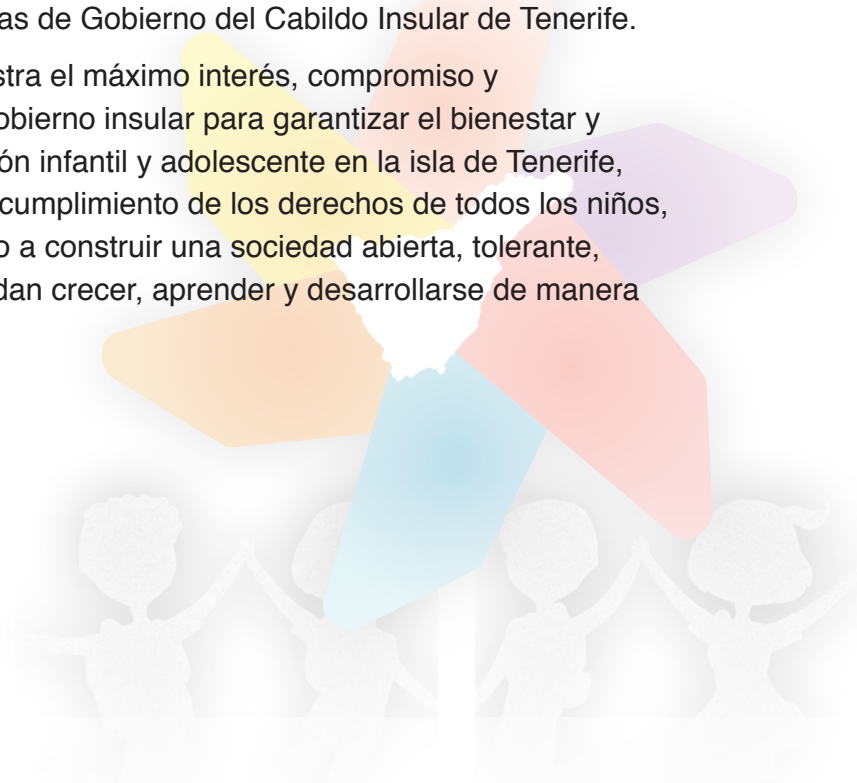 as de Gobierno del Cabildo Insular de Tenerife.
stra el máximo interés, compromiso y
obierno insular para garantizar el bienestar y
ón infantil y adolescente en la isla de Tenerife,
cumplimiento de los derechos de todos los niños,
o a construir una sociedad abierta, tolerante,
dan crecer, aprender y desarrollarse de manera